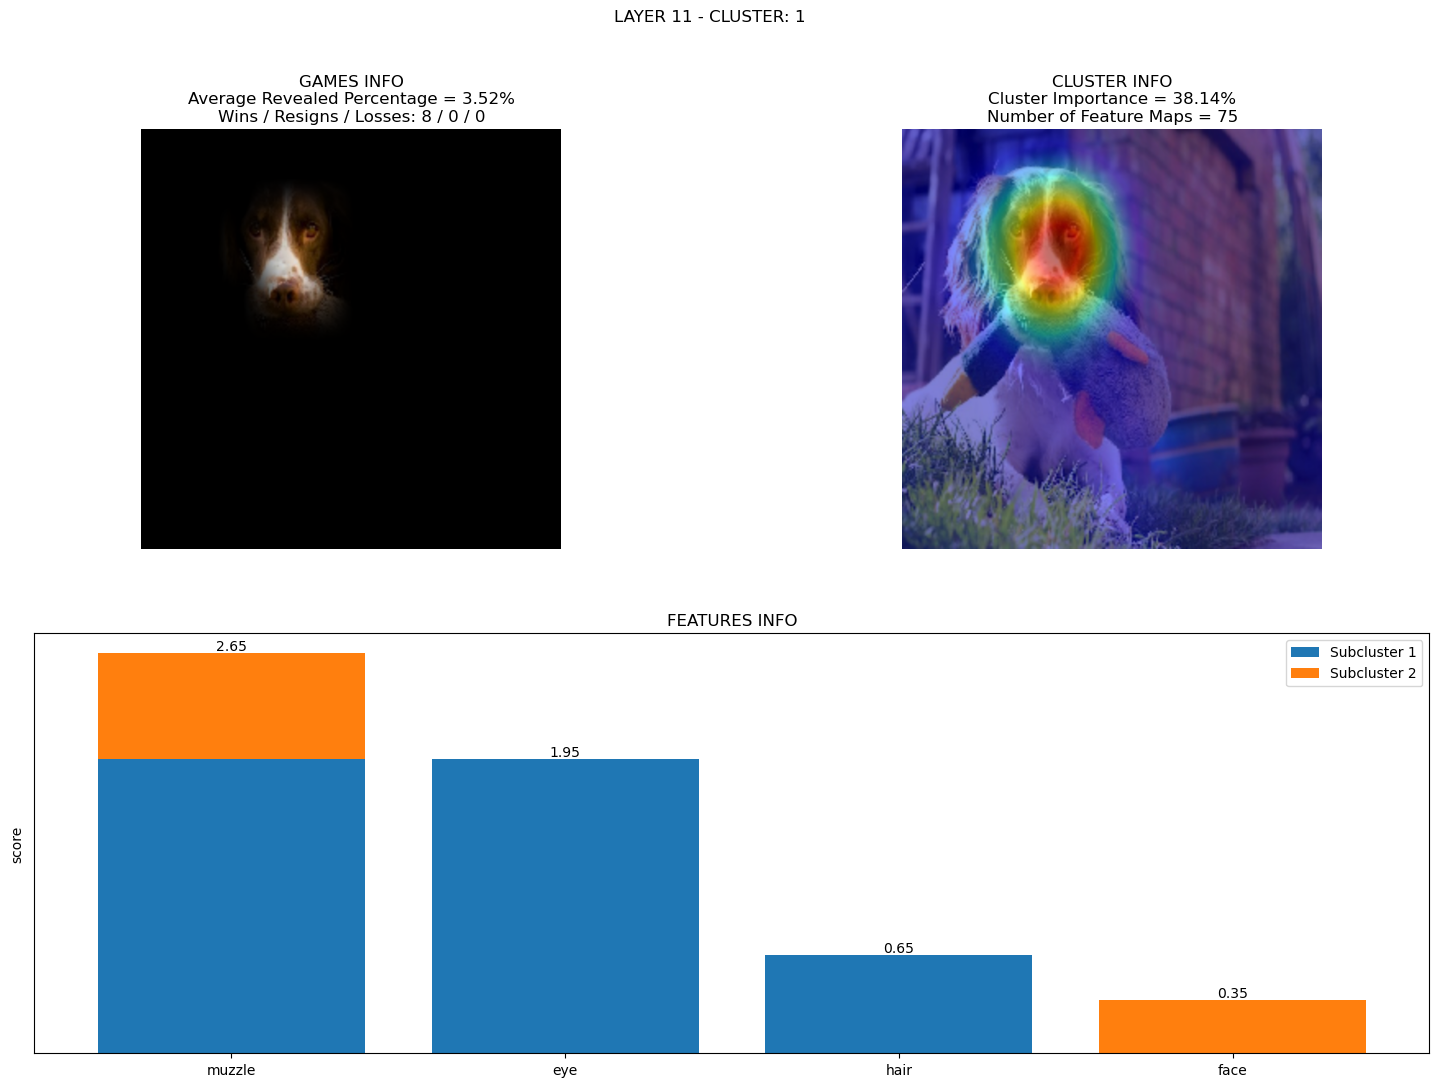 LAYER 11 - CLUSTER: 1
GAMES INFO
Average Revealed Percentage = 3.52%
Wins / Resigns / Losses: 8 / 0 / 0
CLUSTER INFO
Cluster Importance = 38.14%
Number of Feature Maps = 75
FEATURES INFO
score
2.65
1.95
0.65
0.35
Subcluster 1
Subcluster 2
muzzle
eye
hair
face